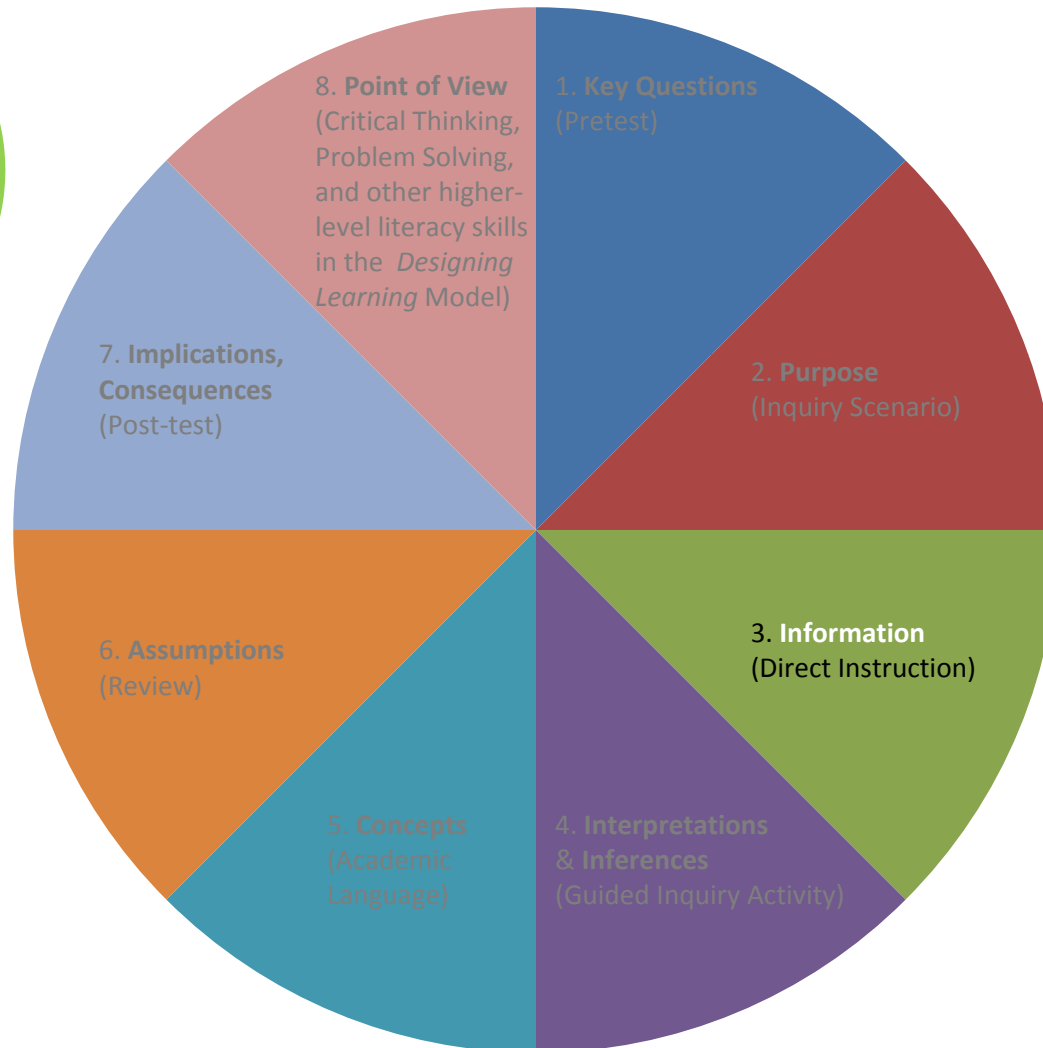 1. Key Questions
(Pretest)
2. Purpose
(Inquiry Scenario)
3. Information
(Direct Instruction)
4. Interpretations
& Inferences
(Guided Inquiry Activity)
5. Concepts
(Academic
Language)
6. Assumptions
(Review)
7. Implications,
Consequences
(Post-test)
8. Point of View
(Critical Thinking,
Problem Solving,
and other higher-
level literacy skills
in the Designing
Learning Model)